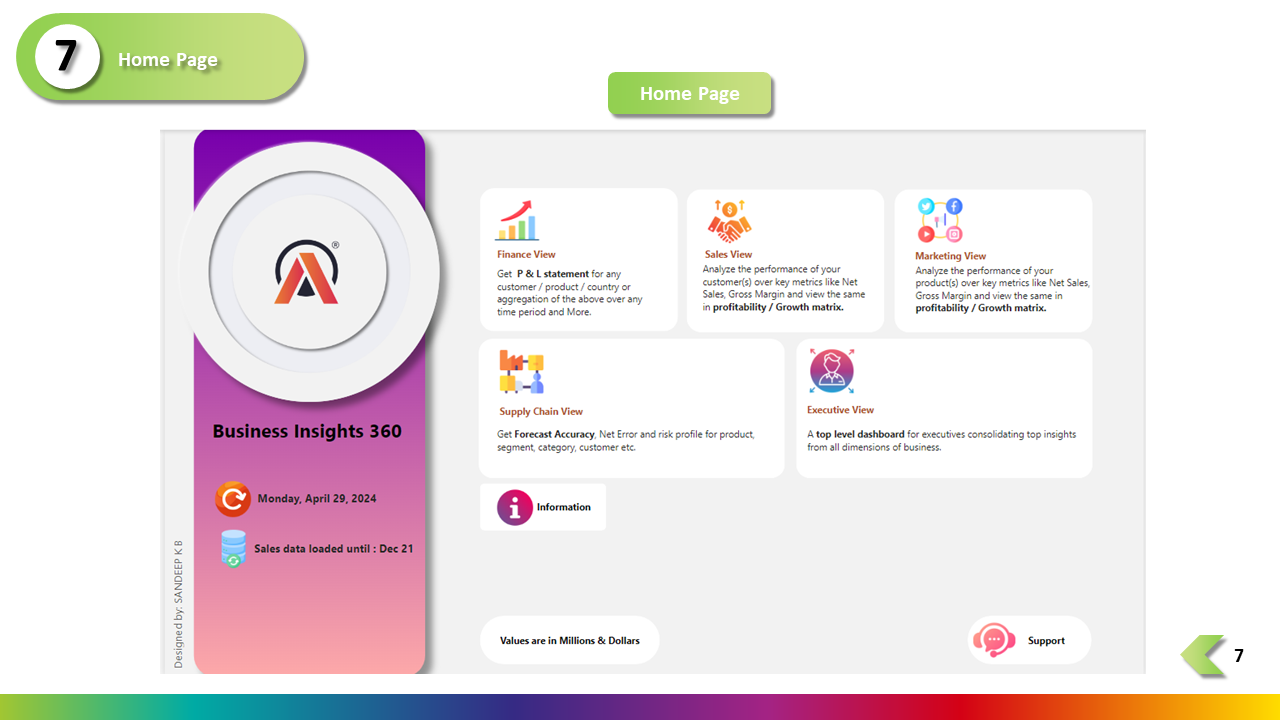 7
Home Page
Home Page
®
Business Insights 360
Monday, April 29, 2024
Sales data loaded until : Dec 21
Designed by: SANDEEP K B
Finance View
Get P & L statement for any
customer / product / country or
aggregation of the above over any
time period and More.
Sales View
Analyze the performance of your
customer(s) over key metrics like Net
Sales, Gross Margin and view the same
in profitability / Growth matrix.
Marketing View
Analyze the performance of your
product(s) over key metrics like Net Sales,
Gross Margin and view the same in
profitability / Growth matrix.
Supply Chain View
Get Forecast Accuracy, Net Error and risk profile for product,
segment, category, customer etc.
Executive View
A top level dashboard for executives consolidating top insights
from all dimensions of business.
Information
Values are in Millions & Dollars
Support
7